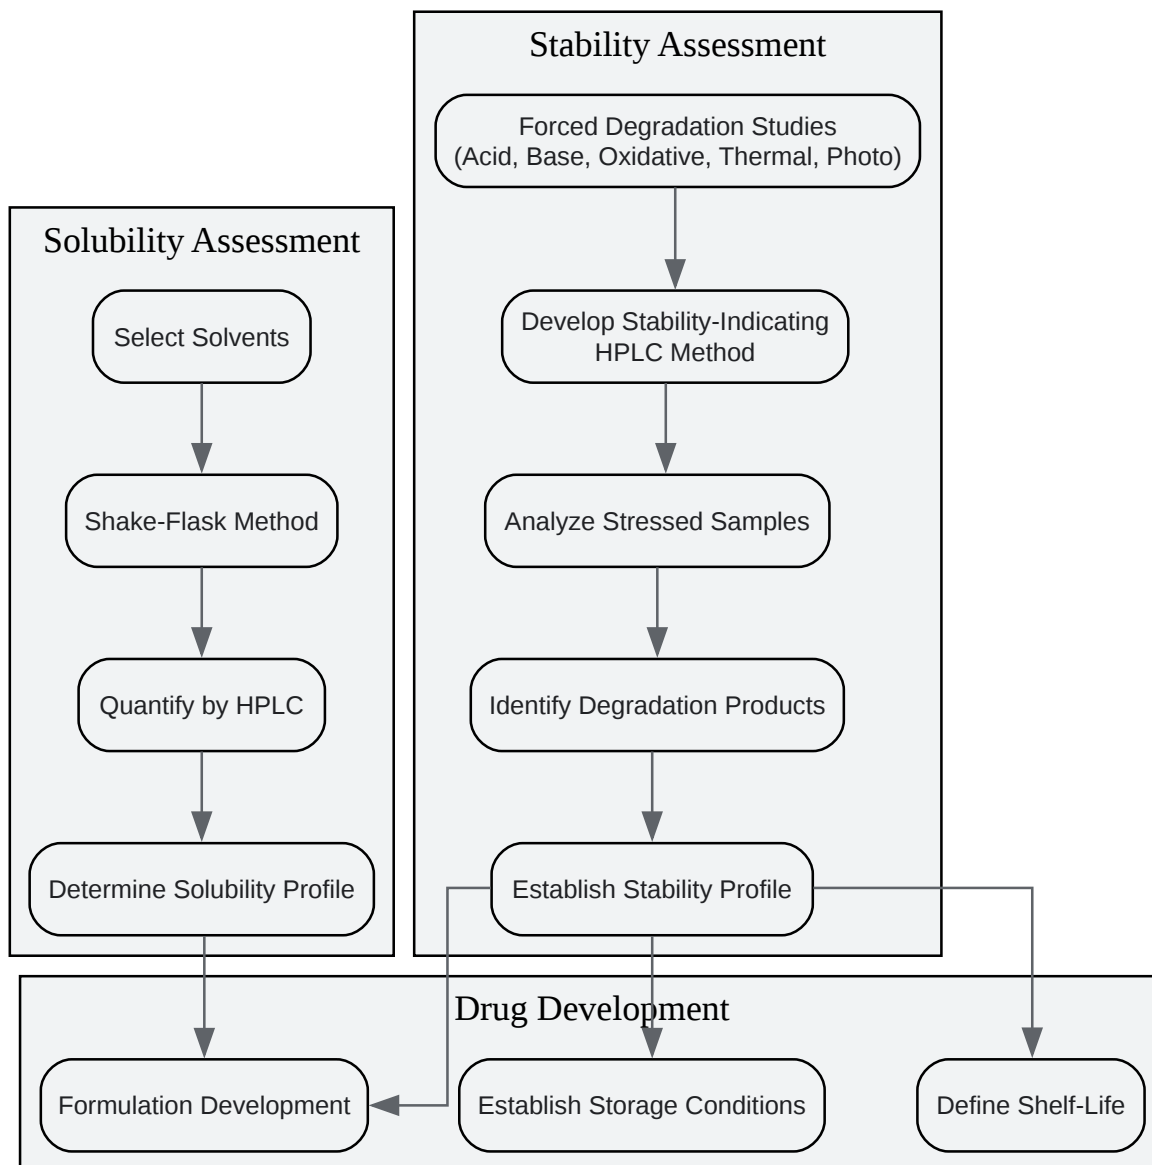 Solubility Assessment
Select Solvents
Shake-Flask Method
Quantify by HPLC
Determine Solubility Profile
Stability Assessment
Forced Degradation Studies
(Acid, Base, Oxidative, Thermal, Photo)
Develop Stability-Indicating
HPLC Method
Analyze Stressed Samples
Identify Degradation Products
Establish Stability Profile
Drug Development
Formulation Development
Establish Storage Conditions
Define Shelf-Life